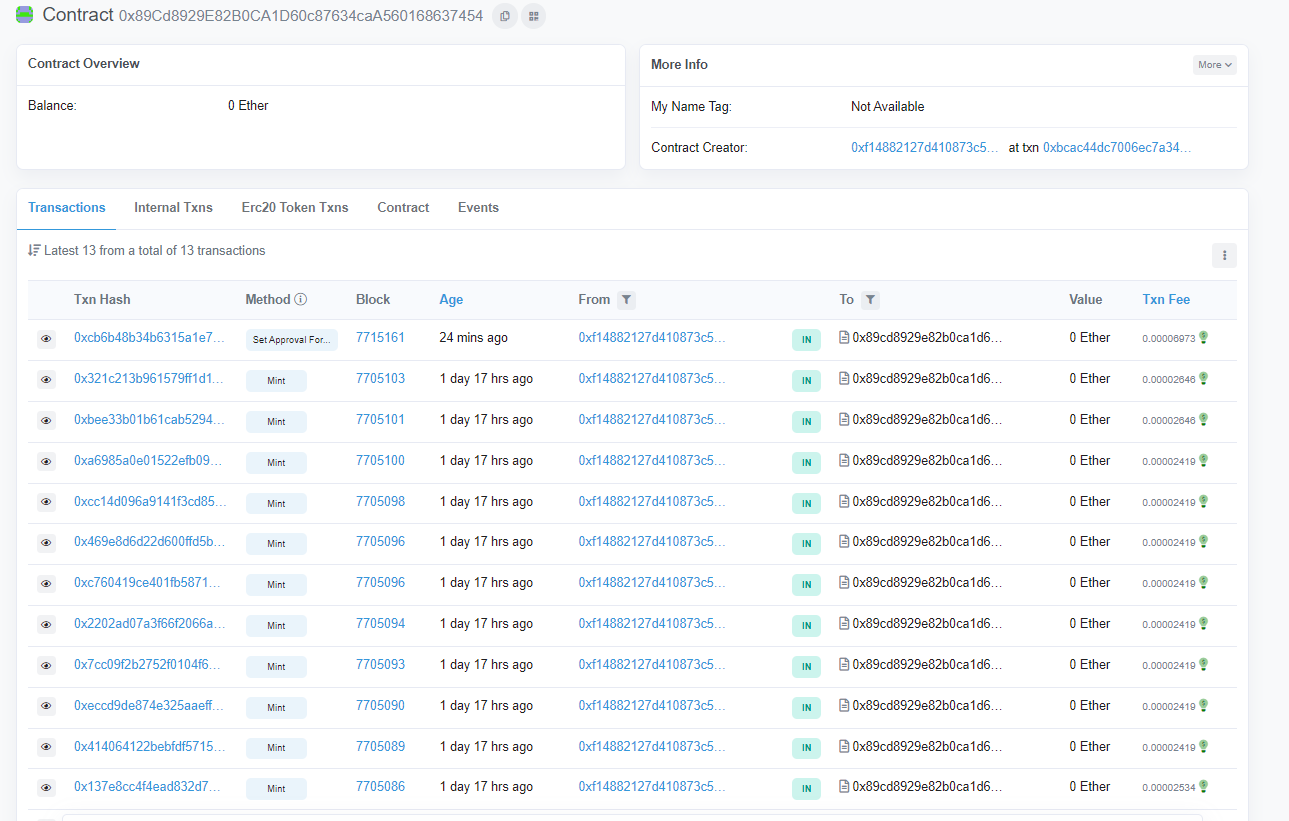 Contract 0x89Cd8929E82B0CA1D60c87634caA560168637454
Contract Overview
Balance: 0 Ether
More Info More
My Name Tag: Not Available
Contract Creator: 0xf14882127d410873c5... at txn 0xbcac44dc7006ec7a34...
Transactions Internal Txns Erc20 Token Txns Contract Events
Latest 13 from a total of 13 transactions
Txn Hash Method Block Age From To Value Txn Fee
0xcb6b48b34b6315a1e7... Set Approval For... 7715161 24 mins ago 0xf14882127d410873c5... IN 0x89cd8929e82b0ca1d6... 0 Ether 0.00006973
0x321c213b961579ff1d1... Mint 7705103 1 day 17 hrs ago 0xf14882127d410873c5... IN 0x89cd8929e82b0ca1d6... 0 Ether 0.00002646
0xbee33b01b61cab5294... Mint 7705101 1 day 17 hrs ago 0xf14882127d410873c5... IN 0x89cd8929e82b0ca1d6... 0 Ether 0.00002646
0xa6985a0e01522efb09... Mint 7705100 1 day 17 hrs ago 0xf14882127d410873c5... IN 0x89cd8929e82b0ca1d6... 0 Ether 0.00002419
0xcc14d096a9141f3cd85... Mint 7705098 1 day 17 hrs ago 0xf14882127d410873c5... IN 0x89cd8929e82b0ca1d6... 0 Ether 0.00002419
0x469e8d6d22d600ffd5b... Mint 7705096 1 day 17 hrs ago 0xf14882127d410873c5... IN 0x89cd8929e82b0ca1d6... 0 Ether 0.00002419
0xc760419ce401fb5871... Mint 7705096 1 day 17 hrs ago 0xf14882127d410873c5... IN 0x89cd8929e82b0ca1d6... 0 Ether 0.00002419
0x2202ad07a3f66f2066a... Mint 7705094 1 day 17 hrs ago 0xf14882127d410873c5... IN 0x89cd8929e82b0ca1d6... 0 Ether 0.00002419
0x7cc09f2b2752f0104f6... Mint 7705093 1 day 17 hrs ago 0xf14882127d410873c5... IN 0x89cd8929e82b0ca1d6... 0 Ether 0.00002419
0xeccd9de874e325aaeff... Mint 7705090 1 day 17 hrs ago 0xf14882127d410873c5... IN 0x89cd8929e82b0ca1d6... 0 Ether 0.00002419
0x414064122bebfdf5715... Mint 7705089 1 day 17 hrs ago 0xf14882127d410873c5... IN 0x89cd8929e82b0ca1d6... 0 Ether 0.00002419
0x137e8cc4f4ead832d7... Mint 7705086 1 day 17 hrs ago 0xf14882127d410873c5... IN 0x89cd8929e82b0ca1d6... 0 Ether 0.00002534